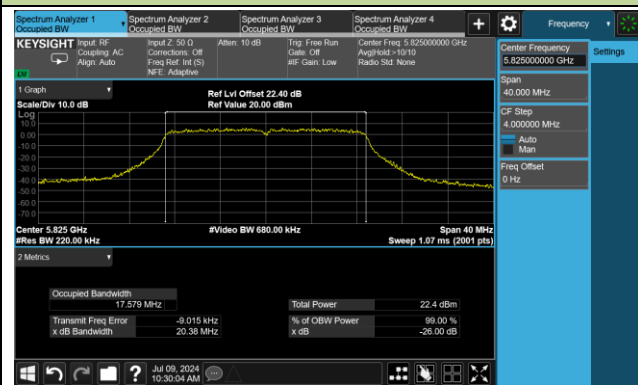 Spectrum Analyzer 1
Occupied BW
Spectrum Analyzer 2
Occupied BW
Spectrum Analyzer 3
Occupied BW
Spectrum Analyzer 4
Occupied BW
+
Frequency
KEYSIGHT
Input: RF
Coupling: AC
Align: Auto
Input Z: 50 Ω
Corrections: Off
Freq Ref: Int (S)
NFE: Adaptive
Atten: 10 dB
Trig: Free Run
Gate: Off
#IF Gain: Low
Center Freq: 5.825000000 GHz
Avg|Hold:>10/10
Radio Std: None
Center Frequency
5.825000000 GHz
Settings
Span
40.000 MHz
CF Step
4.000000 MHz
Auto
Man
Freq Offset
0 Hz
1 Graph
Scale/Div 10.0 dB
Ref Lvl Offset 22.40 dB
Ref Value 20.00 dBm
Log
10.0
0.00
-10.0
-20.0
-30.0
-40.0
-50.0
-60.0
-70.0
Center 5.825 GHz
#Res BW 220.00 kHz
#Video BW 680.00 kHz
Span 40 MHz
Sweep 1.07 ms (2001 pts)
2 Metrics
Occupied Bandwidth
17.579 MHz
Total Power 22.4 dBm
Transmit Freq Error -9.015 kHz
% of OBW Power 99.00 %
x dB Bandwidth 20.38 MHz
x dB -26.00 dB
?
Jul 09, 2024
10:30:04 AM